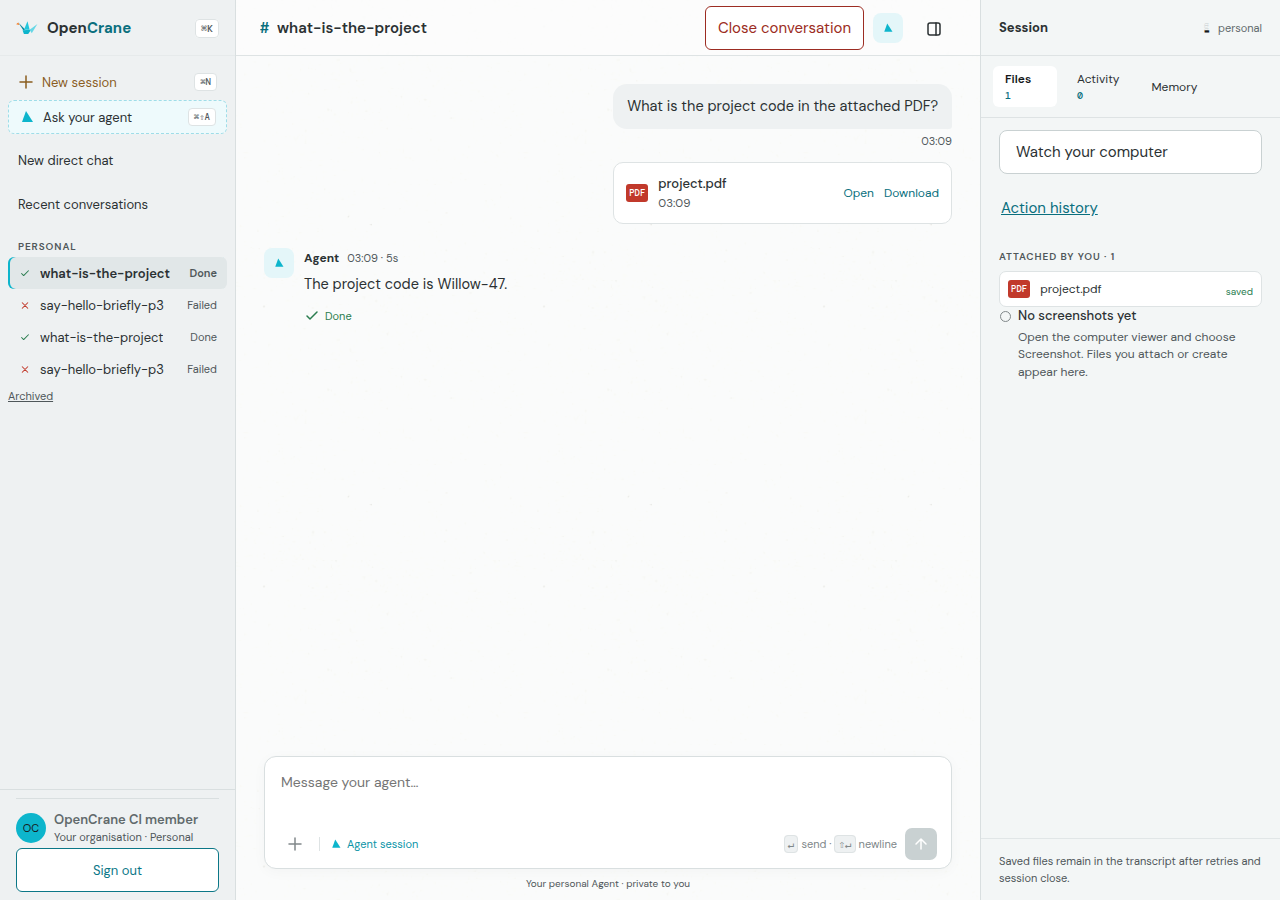 OpenCrane
⌘K
New session
⌘N
Ask your agent
⌘⇧A
New direct chat
Recent conversations
PERSONAL
what-is-the-project Done
say-hello-briefly-p3 Failed
what-is-the-project Done
say-hello-briefly-p3 Failed
Archived
OC
OpenCrane CI member
Your organisation · Personal
Sign out
# what-is-the-project
Close conversation
What is the project code in the attached PDF?
03:09
PDF
project.pdf
03:09
Open Download
Agent 03:09 · 5s
The project code is Willow-47.
Done
Message your agent…
Agent session
↵ send · ⇧↵ newline
Your personal Agent · private to you
Session
personal
Files
1
Activity
0
Memory
Watch your computer
Action history
ATTACHED BY YOU · 1
PDF project.pdf saved
No screenshots yet
Open the computer viewer and choose
Screenshot. Files you attach or create
appear here.
Saved files remain in the transcript after retries and
session close.